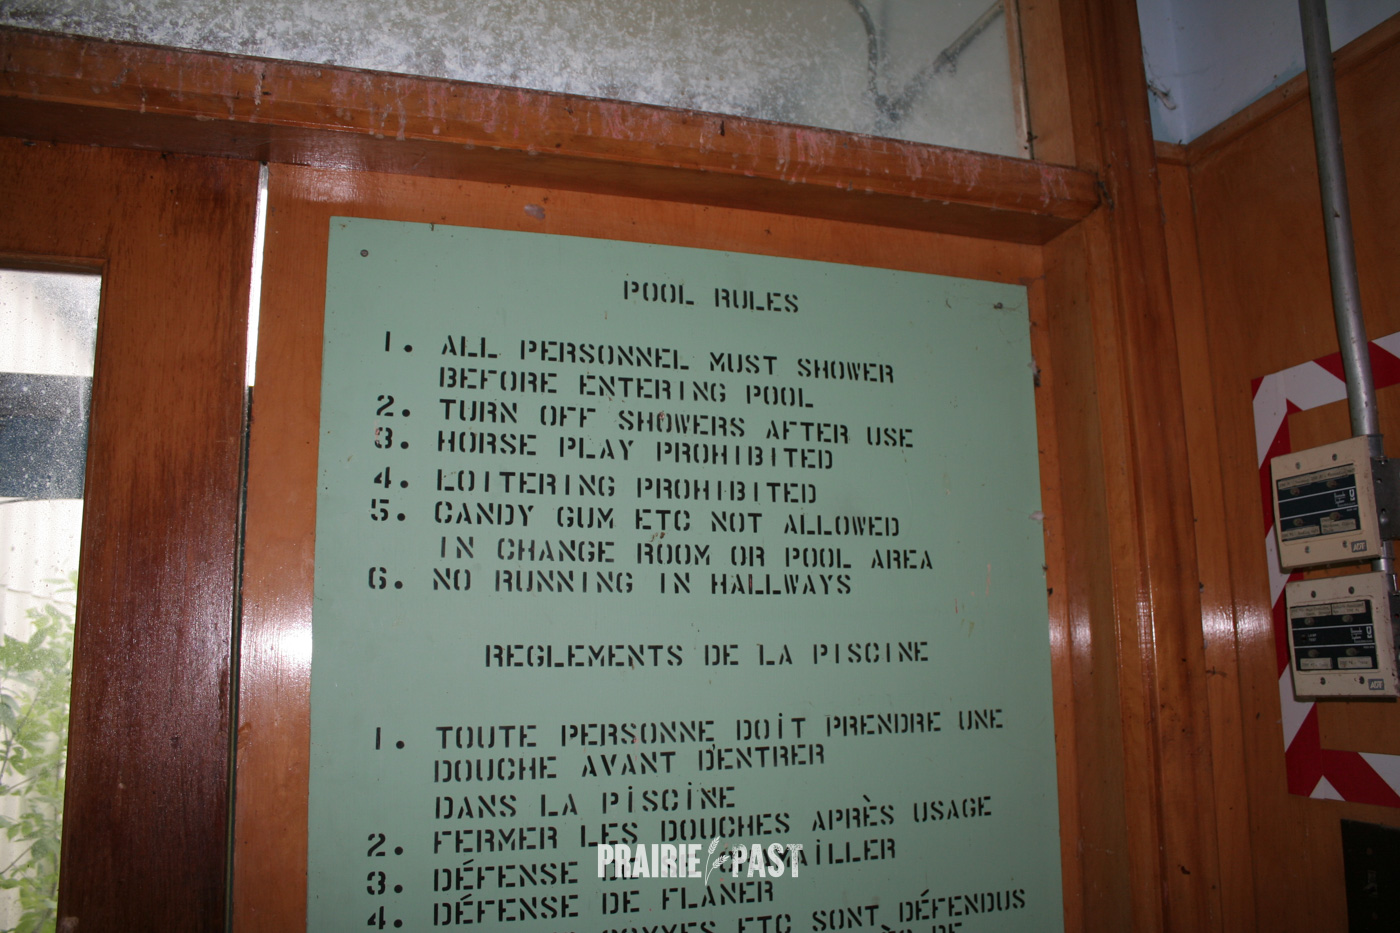 POOL RULES
1. ALL PERSONNEL MUST SHOWER
BEFORE ENTERING POOL
2. TURN OFF SHOWERS AFTER USE
3. HORSE PLAY PROHIBITED
4. LOITERING PROHIBITED
5. CANDY GUM ETC NOT ALLOWED
IN CHANGE ROOM OR POOL AREA
6. NO RUNNING IN HALLWAYS
REGLEMENTS DE LA PISCINE
1. TOUTE PERSONNE DOIT PRENDRE UNE
DOUCHE AVANT D'ENTRER
DANS LA PISCINE
2. FERMER LES DOUCHES APRÈS USAGE
3. DÉFENSE DE
4. DÉFENSE DE FLANER
ETC SONT DÉFENDUS
DE
PRAIRIE PAST